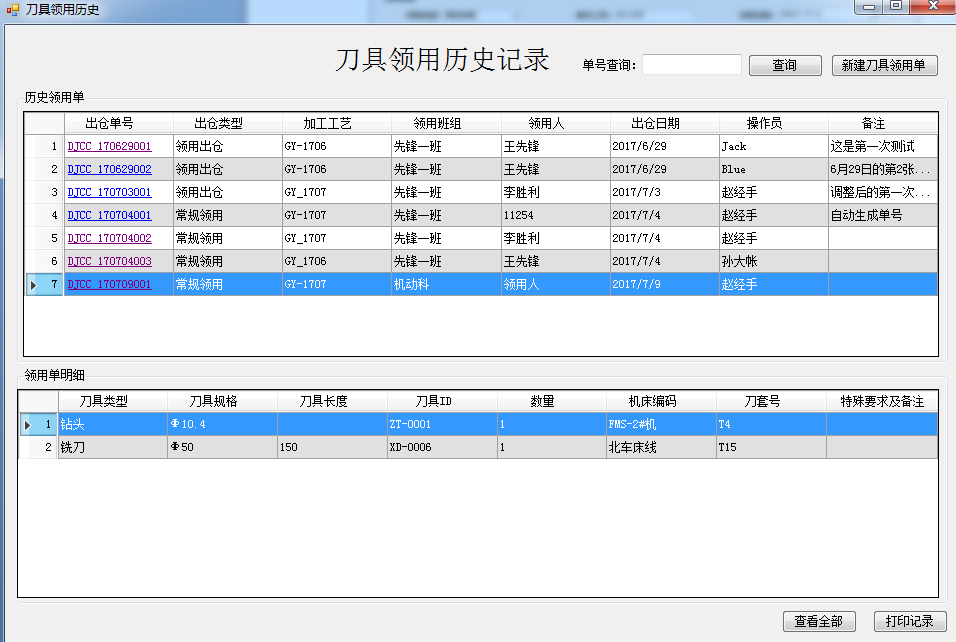 刀具领用历史
刀具领用历史记录 单号查询: 查询 新建刀具领用单
历史领用单
出仓单号 出仓类型 加工工艺 领用班组 领用人 出仓日期 操作员 备注
1 DJCC_170629001 领用出仓 GY-1706 先锋一班 王先锋 2017/6/29 Jack 这是第一次测试
2 DJCC_170629002 领用出仓 GY-1706 先锋一班 王先锋 2017/6/29 Blue 6月29日的第2张...
3 DJCC_170703001 领用出仓 GY_1707 先锋一班 李胜利 2017/7/3 赵经手 调整后的第一次...
4 DJCC_170704001 常规领用 GY-1707 先锋一班 11254 2017/7/4 赵经手 自动生成单号
5 DJCC_170704002 常规领用 GY_1707 先锋一班 李胜利 2017/7/4 赵经手
6 DJCC_170704003 常规领用 GY_1706 先锋一班 王先锋 2017/7/4 孙大帐
7 DJCC_170709001 常规领用 GY-1707 机动科 领用人 2017/7/9 赵经手
领用单明细
刀具类型 刀具规格 刀具长度 刀具ID 数量 机床编码 刀套号 特殊要求及备注
1 钻头 Φ10.4 ZT-0001 1 FMS-2#机 T4
2 铣刀 Φ50 150 XD-0006 1 北车床线 T15
查看全部 打印记录